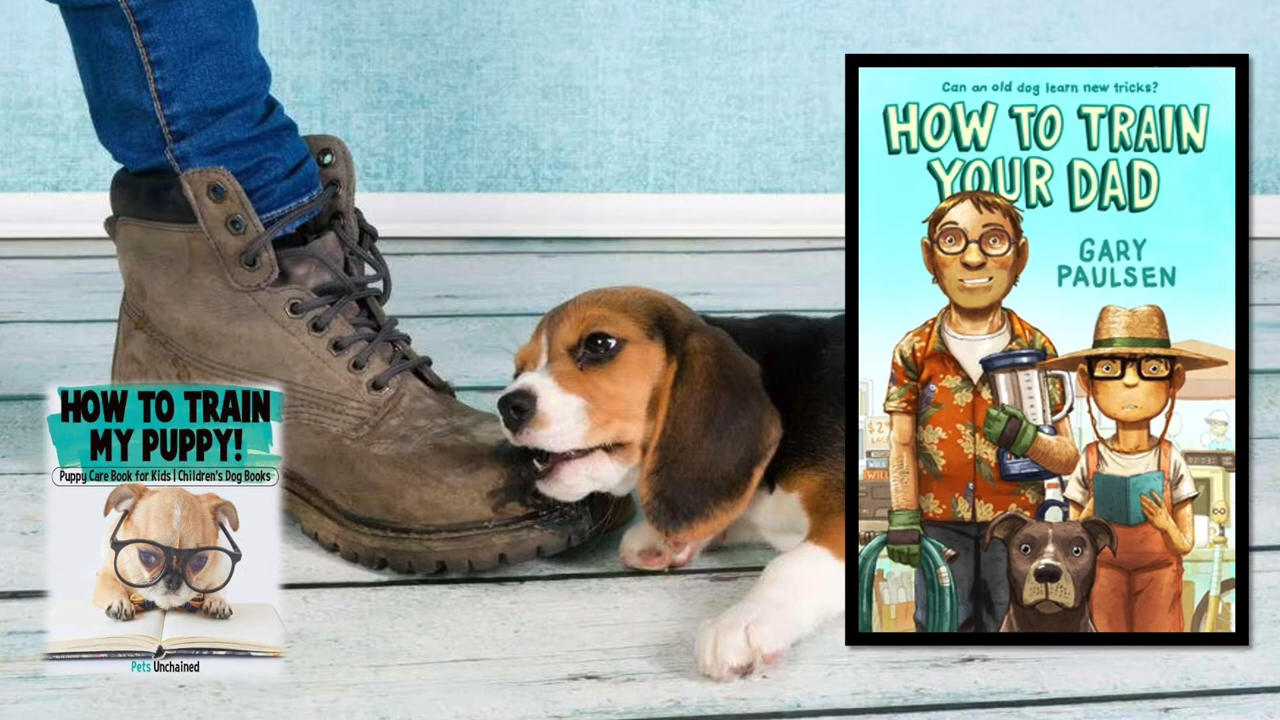 HOW TO TRAIN
MY PUPPY!
Puppy Care Book for Kids | Children's Dog Books
Pets Unchained
Can an old dog learn new tricks?
HOW TO TRAIN
YOUR DAD
GARY
PAULSEN